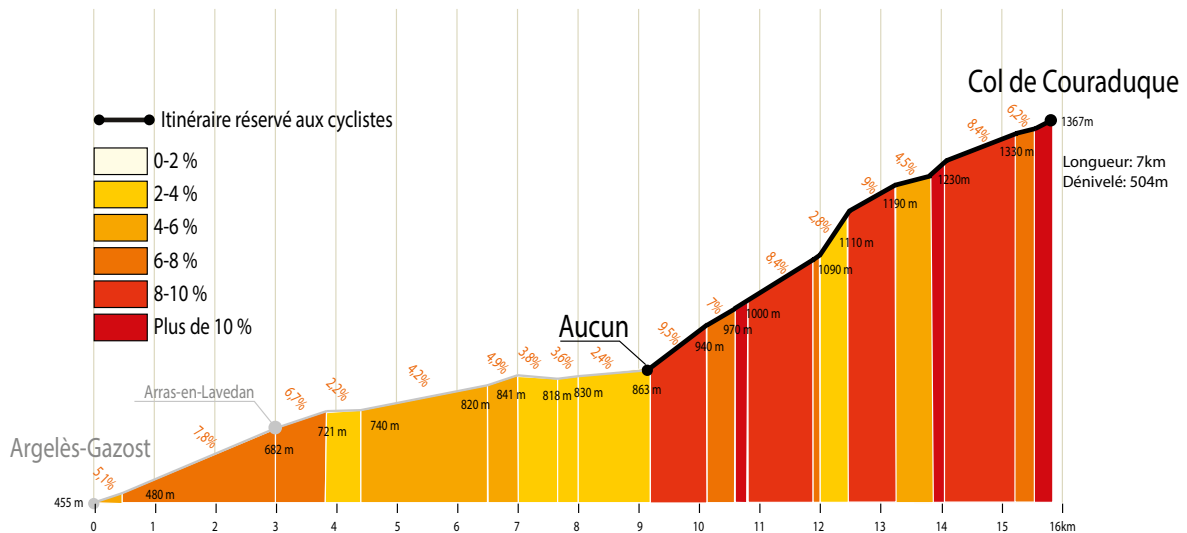 Col de Couraduque
1367m
Longueur: 7km
Dénivelé: 504m
Itinéraire réservé aux cyclistes
0-2 %
2-4 %
4-6 %
6-8 %
8-10 %
Plus de 10 %
Aucun
Arras-en-Lavedan
Argelès-Gazost
5,1%
7,8%
6,7%
2,2%
4,2%
4,9%
3,8%
3,6%
2,4%
9,5%
7%
8,4%
2,8%
9%
4,5%
8,4%
6,2%
455 m
480 m
682 m
721 m
740 m
820 m
841 m
818 m
830 m
863 m
940 m
970 m
1000 m
1090 m
1110 m
1190 m
1230m
1330 m
0 1 2 3 4 5 6 7 8 9 10 11 12 13 14 15 16km